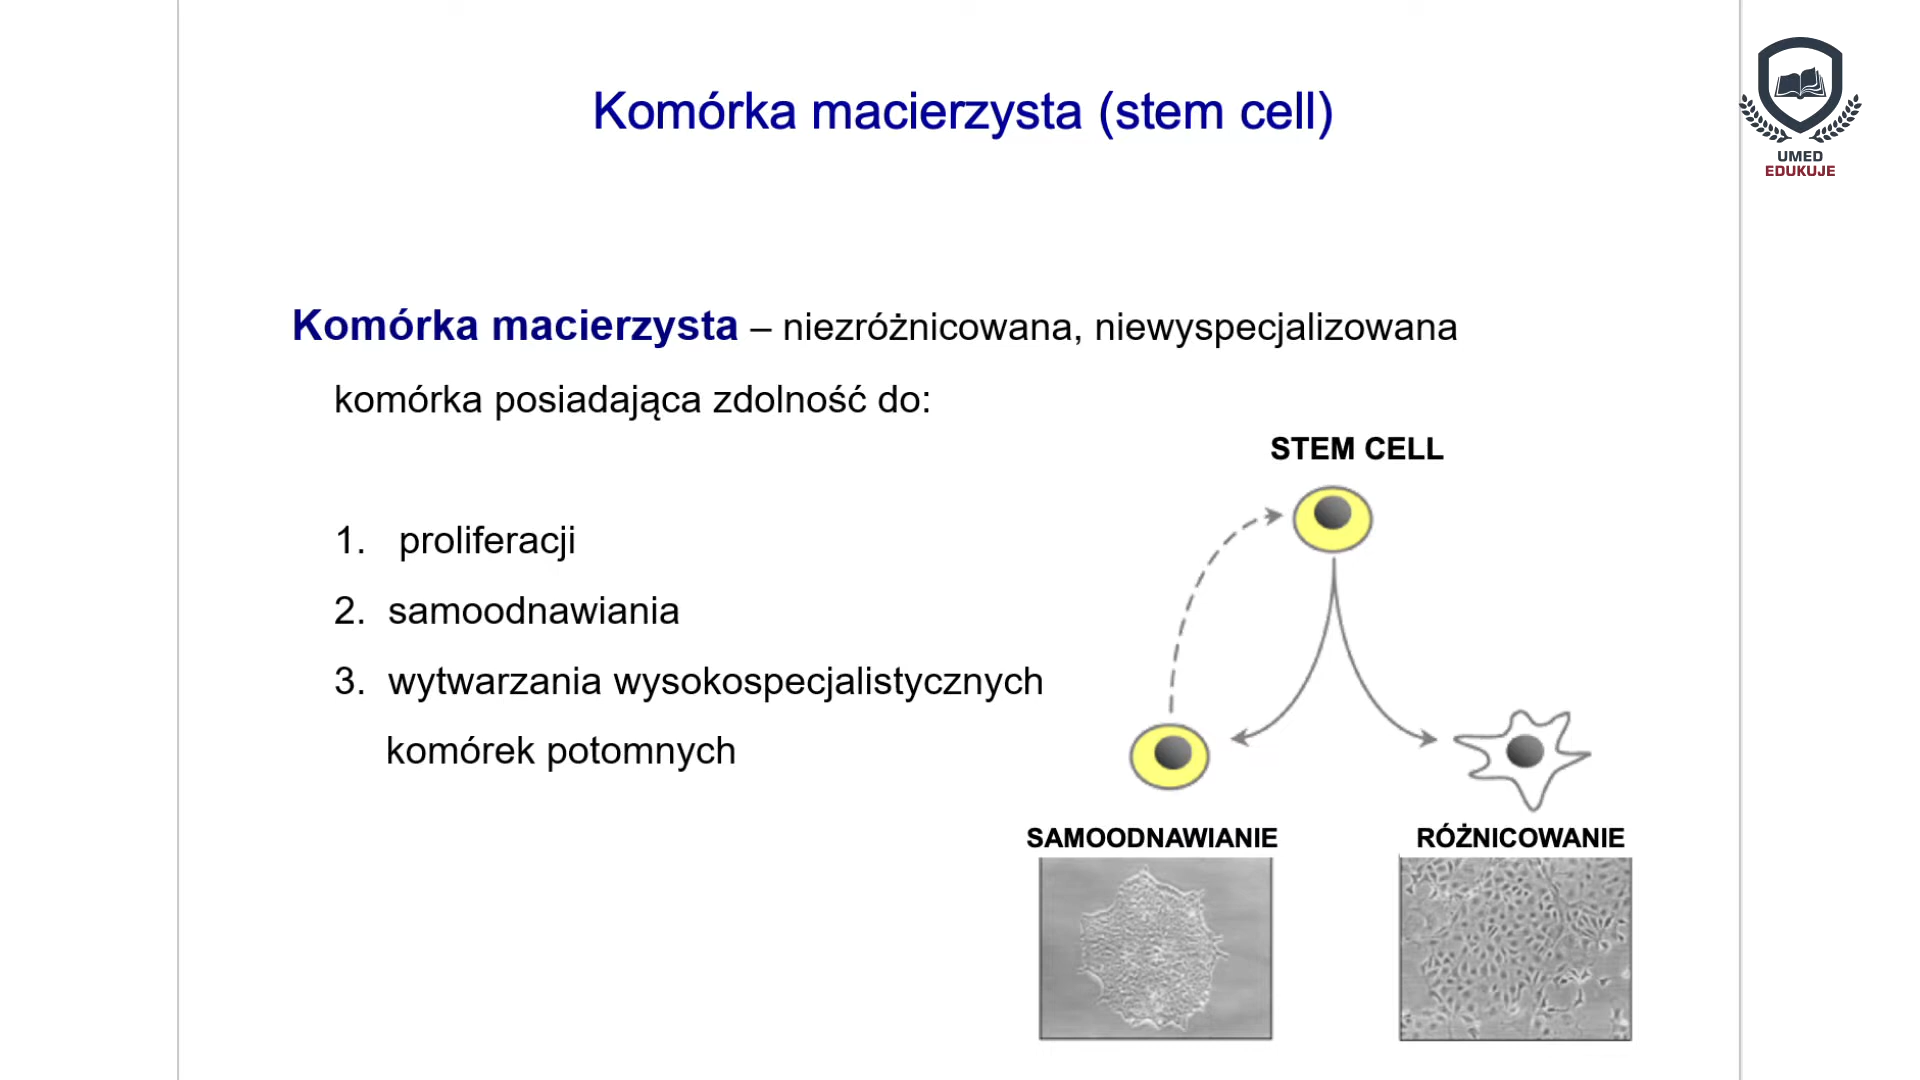 Komórka macierzysta (stem cell)
UMED
EDUKUJE
Komórka macierzysta – niezróżnicowana, niewyspecjalizowana
komórka posiadająca zdolność do:
1. proliferacji
2. samoodnawiania
3. wytwarzania wysokospecjalistycznych
komórek potomnych
STEM CELL
SAMOODNAWIANIE
RÓŻNICOWANIE